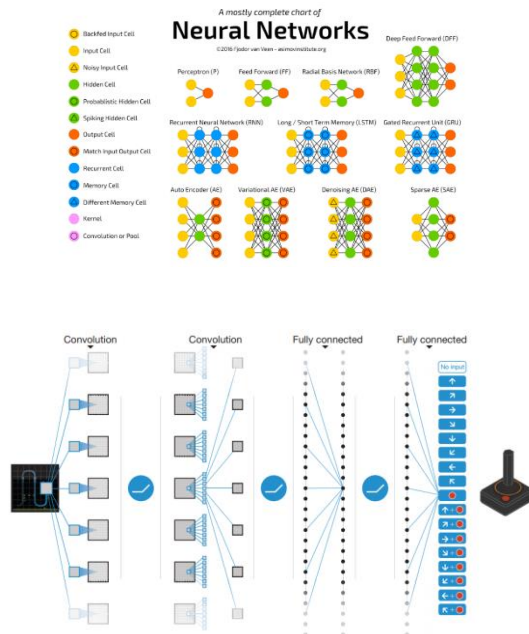 A mostly complete chart of
Neural Networks
©2016 Fjodor van Veen - asimovinstitute.org
Backfed Input Cell
Input Cell
Noisy Input Cell
Hidden Cell
Probablistic Hidden Cell
Spiking Hidden Cell
Output Cell
Match Input Output Cell
Recurrent Cell
Memory Cell
Different Memory Cell
Kernel
Convolution or Pool
Deep Feed Forward (DFF)
Perceptron (P)
Feed Forward (FF)
Radial Basis Network (RBF)
Recurrent Neural Network (RNN)
Long / Short Term Memory (LSTM)
Gated Recurrent Unit (GRU)
Auto Encoder (AE)
Variational AE (VAE)
Denoising AE (DAE)
Sparse AE (SAE)
Convolution
Convolution
Fully connected
Fully connected
No input